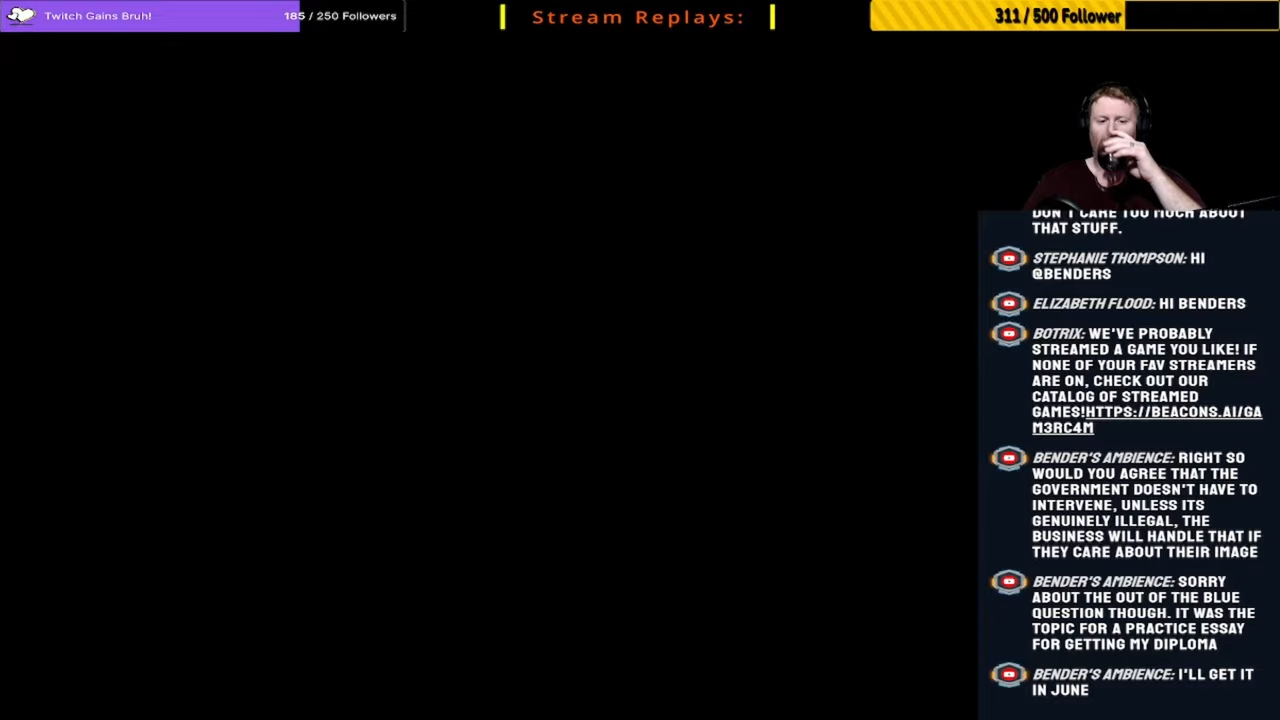 Twitch Gains Bruh!
185 / 250 Followers
Stream Replays:
311 / 500 Follower
DON'T CARE TOO MUCH ABOUT
THAT STUFF.
STEPHANIE THOMPSON: HI
@BENDERS
ELIZABETH FLOOD: HI BENDERS
BOTRIX: WE'VE PROBABLY
STREAMED A GAME YOU LIKE! IF
NONE OF YOUR FAV STREAMERS
ARE ON, CHECK OUT OUR
CATALOG OF STREAMED
GAMES!HTTPS://BEACONS.AI/GA
M3RC4M
BENDER'S AMBIENCE: RIGHT SO
WOULD YOU AGREE THAT THE
GOVERNMENT DOESN'T HAVE TO
INTERVENE, UNLESS ITS
GENUINELY ILLEGAL, THE
BUSINESS WILL HANDLE THAT IF
THEY CARE ABOUT THEIR IMAGE
BENDER'S AMBIENCE: SORRY
ABOUT THE OUT OF THE BLUE
QUESTION THOUGH. IT WAS THE
TOPIC FOR A PRACTICE ESSAY
FOR GETTING MY DIPLOMA
BENDER'S AMBIENCE: I'LL GET IT
IN JUNE